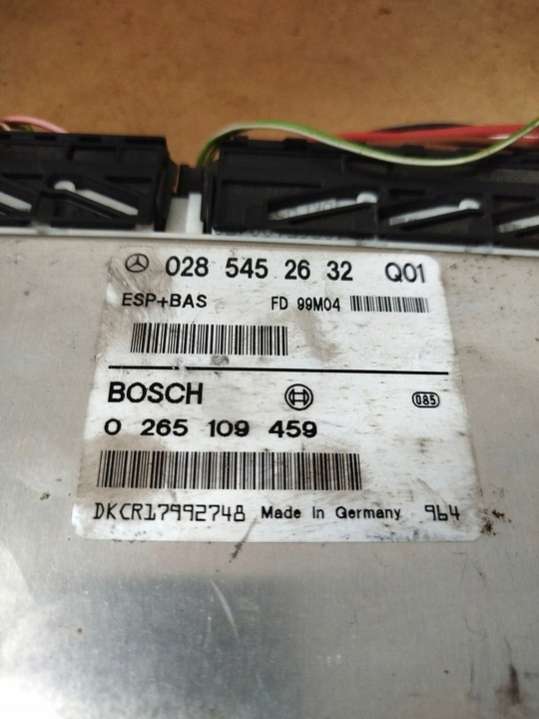 028 545 26 32 Q01
ESP+BAS FD 99M04
BOSCH 085
0 265 109 459
DKCR17992748 Made in Germany 964